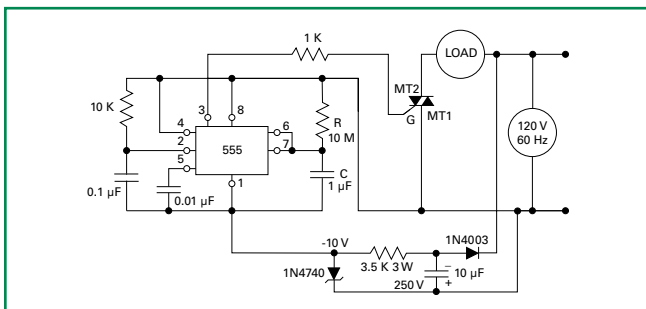 1 K
LOAD
MT2
MT1
G
10 K
3
8
R
10 M
4
6
2
7
555
5
1
C
1 µF
0.1 µF
0.01 µF
120 V
60 Hz
-10 V
1N4003
3.5 K 3 W
–
10 µF
1N4740
250 V
+